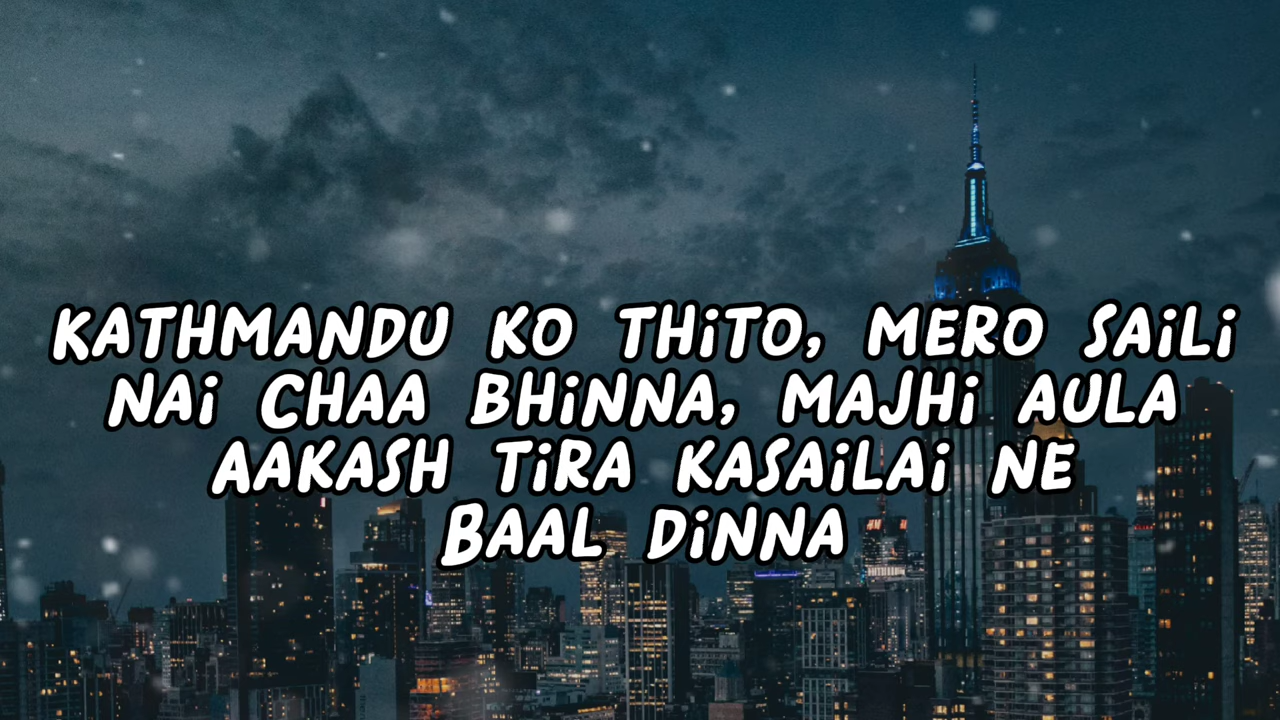 KATHMANDU KO THiTO, MERO SAiLi
NAi CHAA BHiNNA, MAJHi AULA
AAKASH TiRA KASAiLAi NE
BAAL DiNNA